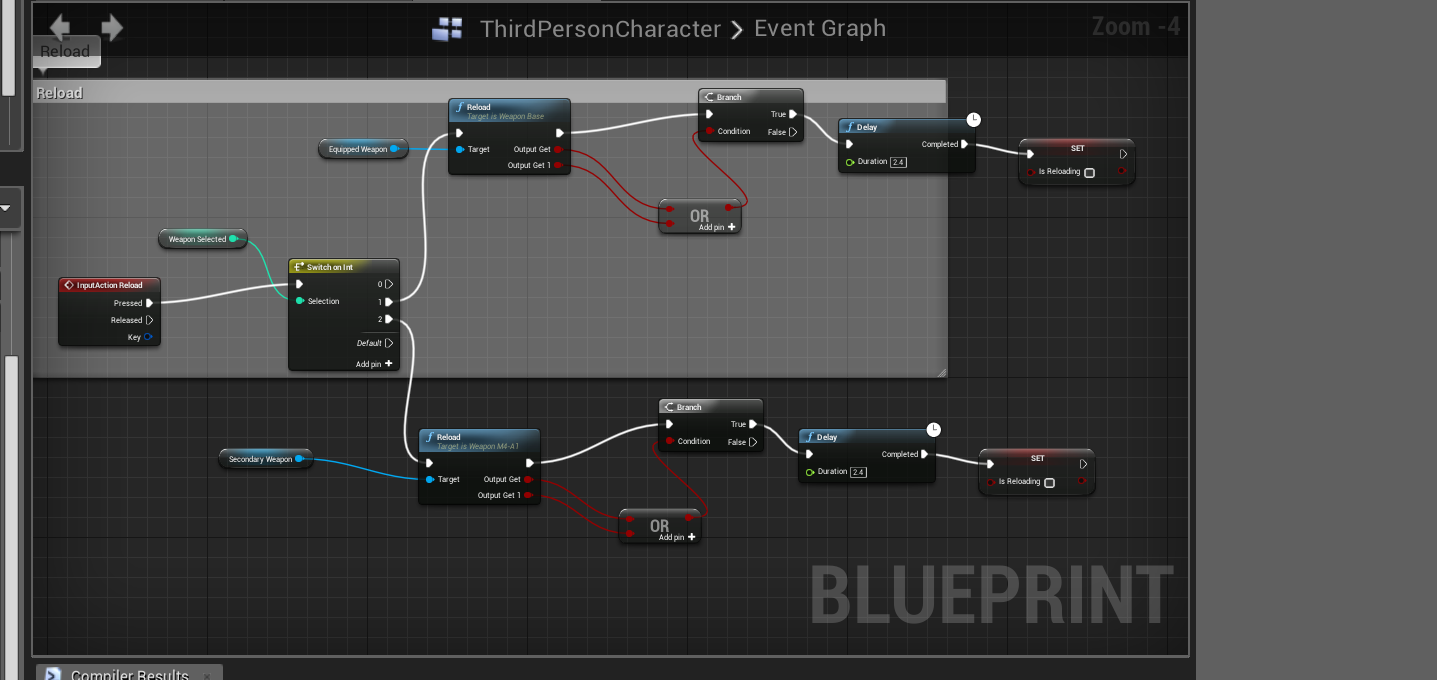 ThirdPersonCharacter > Event Graph
Zoom -4
Reload
Reload
Equipped Weapon
Reload
Target is Weapon Base
Target
Output Get
Output Get 1
Branch
True
Condition
False
Delay
Completed
Duration 2.4
SET
Is Reloading
OR
Add pin +
Weapon Selected
InputAction Reload
Pressed
Released
Key
Switch on Int
0
Selection
1
2
Default
Add pin +
Secondary Weapon
Reload
Target is Weapon M4-A1
Target
Output Get
Output Get 1
Branch
True
Condition
False
Delay
Completed
Duration 2.4
SET
Is Reloading
OR
Add pin +
BLUEPRINT
Compiler Results